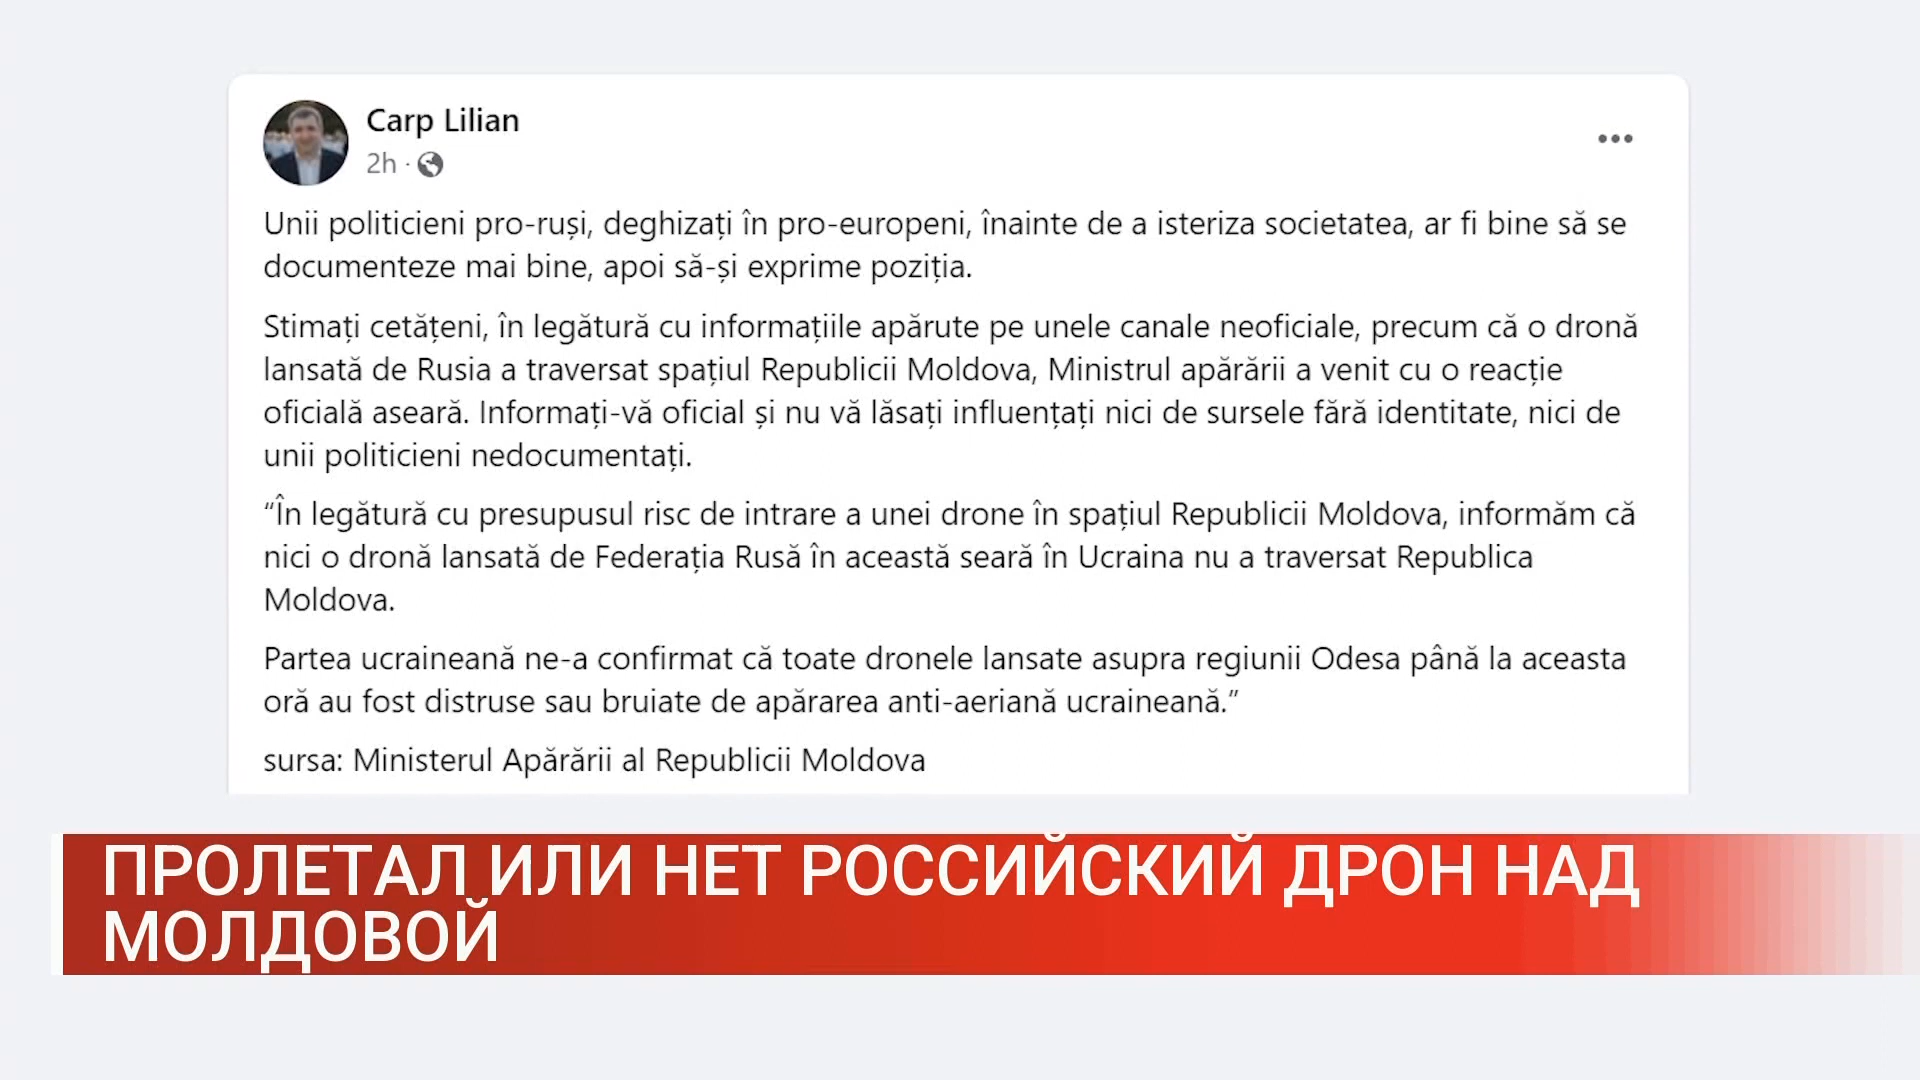 Carp Lilian
2h ·
Unii politicieni pro-ruși, deghizați în pro-europeni, înainte de a isteriza societatea, ar fi bine să se
documenteze mai bine, apoi să-și exprime poziția.
Stimați cetățeni, în legătură cu informațiile apărute pe unele canale neoficiale, precum că o dronă
lansată de Rusia a traversat spațiul Republicii Moldova, Ministrul apărării a venit cu o reacție
oficială aseară. Informați-vă oficial și nu vă lăsați influențați nici de sursele fără identitate, nici de
unii politicieni nedocumentați.
“În legătură cu presupusul risc de intrare a unei drone în spațiul Republicii Moldova, informăm că
nici o dronă lansată de Federația Rusă în această seară în Ucraina nu a traversat Republica
Moldova.
Partea ucraineană ne-a confirmat că toate dronele lansate asupra regiunii Odesa până la aceasta
oră au fost distruse sau bruiate de apărarea anti-aeriană ucraineană.”
sursa: Ministerul Apărării al Republicii Moldova
ПРОЛЕТАЛ ИЛИ НЕТ РОССИЙСКИЙ ДРОН НАД
МОЛДОВОЙ